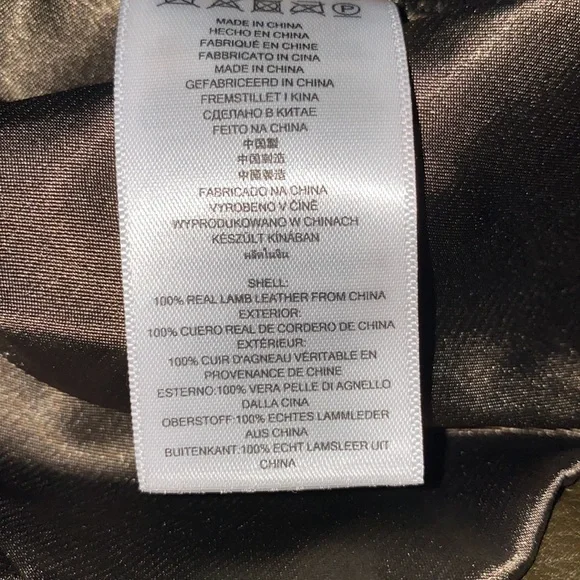 MADE IN CHINA
HECHO EN CHINA
FABRIQUÉ EN CHINE
FABBRICATO IN CINA
MADE IN CHINA
GEFABRICEERD IN CHINA
FREMSTILLET I KINA
СДЕЛАНО В КИТАЕ
FEITO NA CHINA
中国製
中国制造
中國製造
FABRICADO NA CHINA
VYROBENO V ČÍNĚ
WYPRODUKOWANO W CHINACH
KÉSZÜLT KÍNÁBAN
ผลิตในจีน
SHELL:
100% REAL LAMB LEATHER FROM CHINA
EXTERIOR:
100% CUERO REAL DE CORDERO DE CHINA
EXTÉRIEUR:
100% CUIR D'AGNEAU VÉRITABLE EN
PROVENANCE DE CHINE
ESTERNO:100% VERA PELLE DI AGNELLO
DALLA CINA
OBERSTOFF:100% ECHTES LAMMLEDER
AUS CHINA
BUITENKANT:100% ECHT LAMSLEER UIT
CHINA